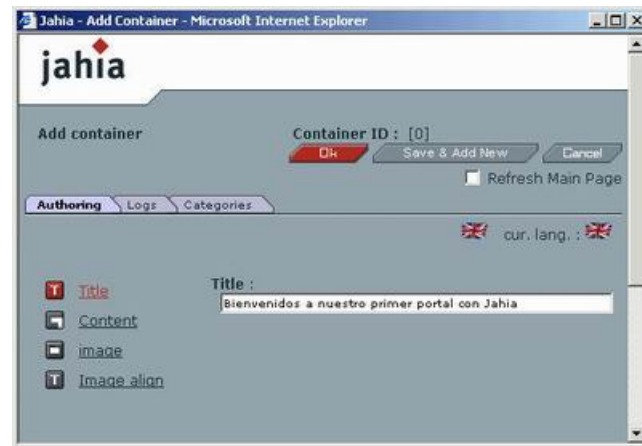 Jahia - Add Container - Microsoft Internet Explorer
jahia
Add container
Container ID : [0]
Ok Save & Add New Cancel
Refresh Main Page
Authoring Logs Categories
cur. lang. :
Title :
Title
Bienvenidos a nuestro primer portal con Jahia
Content
image
Image align